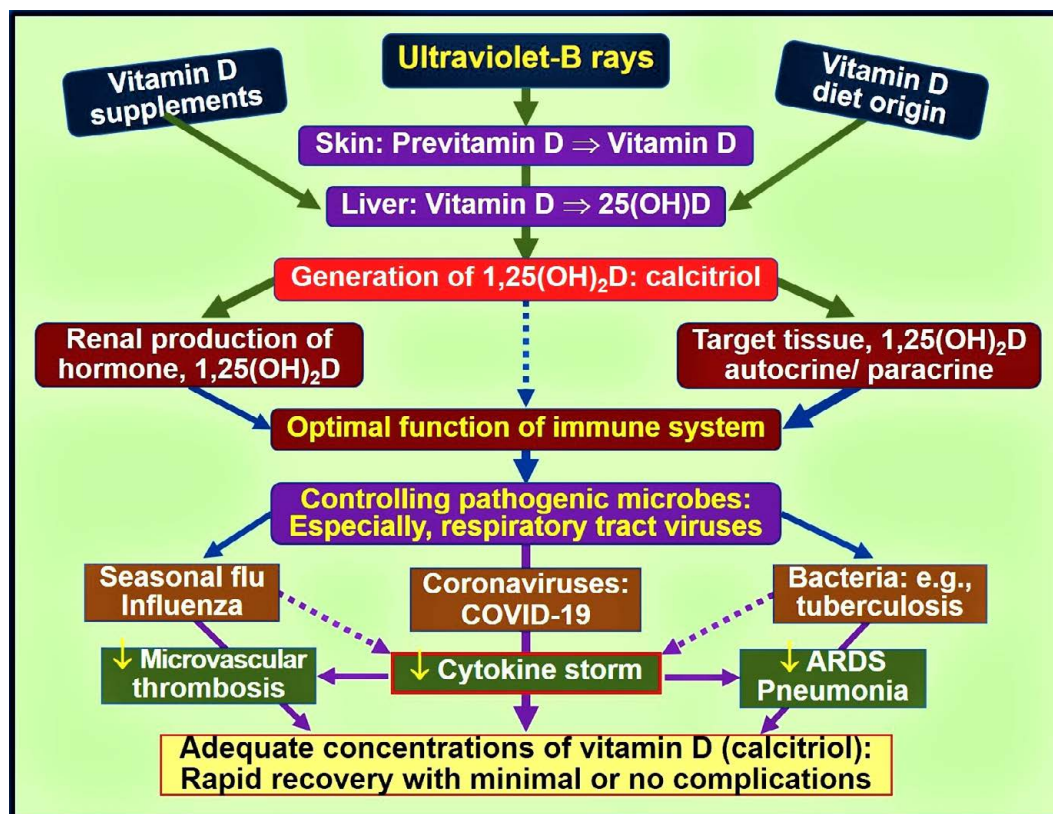 Ultraviolet-B rays
Vitamin D
supplements
Vitamin D
diet origin
Skin: Previtamin D ⇒ Vitamin D
Liver: Vitamin D ⇒ 25(OH)D
Generation of 1,25(OH)₂D: calcitriol
Renal production of
hormone, 1,25(OH)₂D
Target tissue, 1,25(OH)₂D
autocrine/ paracrine
Optimal function of immune system
Controlling pathogenic microbes:
Especially, respiratory tract viruses
Seasonal flu
Influenza
Coronaviruses:
COVID-19
Bacteria: e.g.,
tuberculosis
↓ Microvascular
thrombosis
↓ Cytokine storm
↓ ARDS
Pneumonia
Adequate concentrations of vitamin D (calcitriol):
Rapid recovery with minimal or no complications